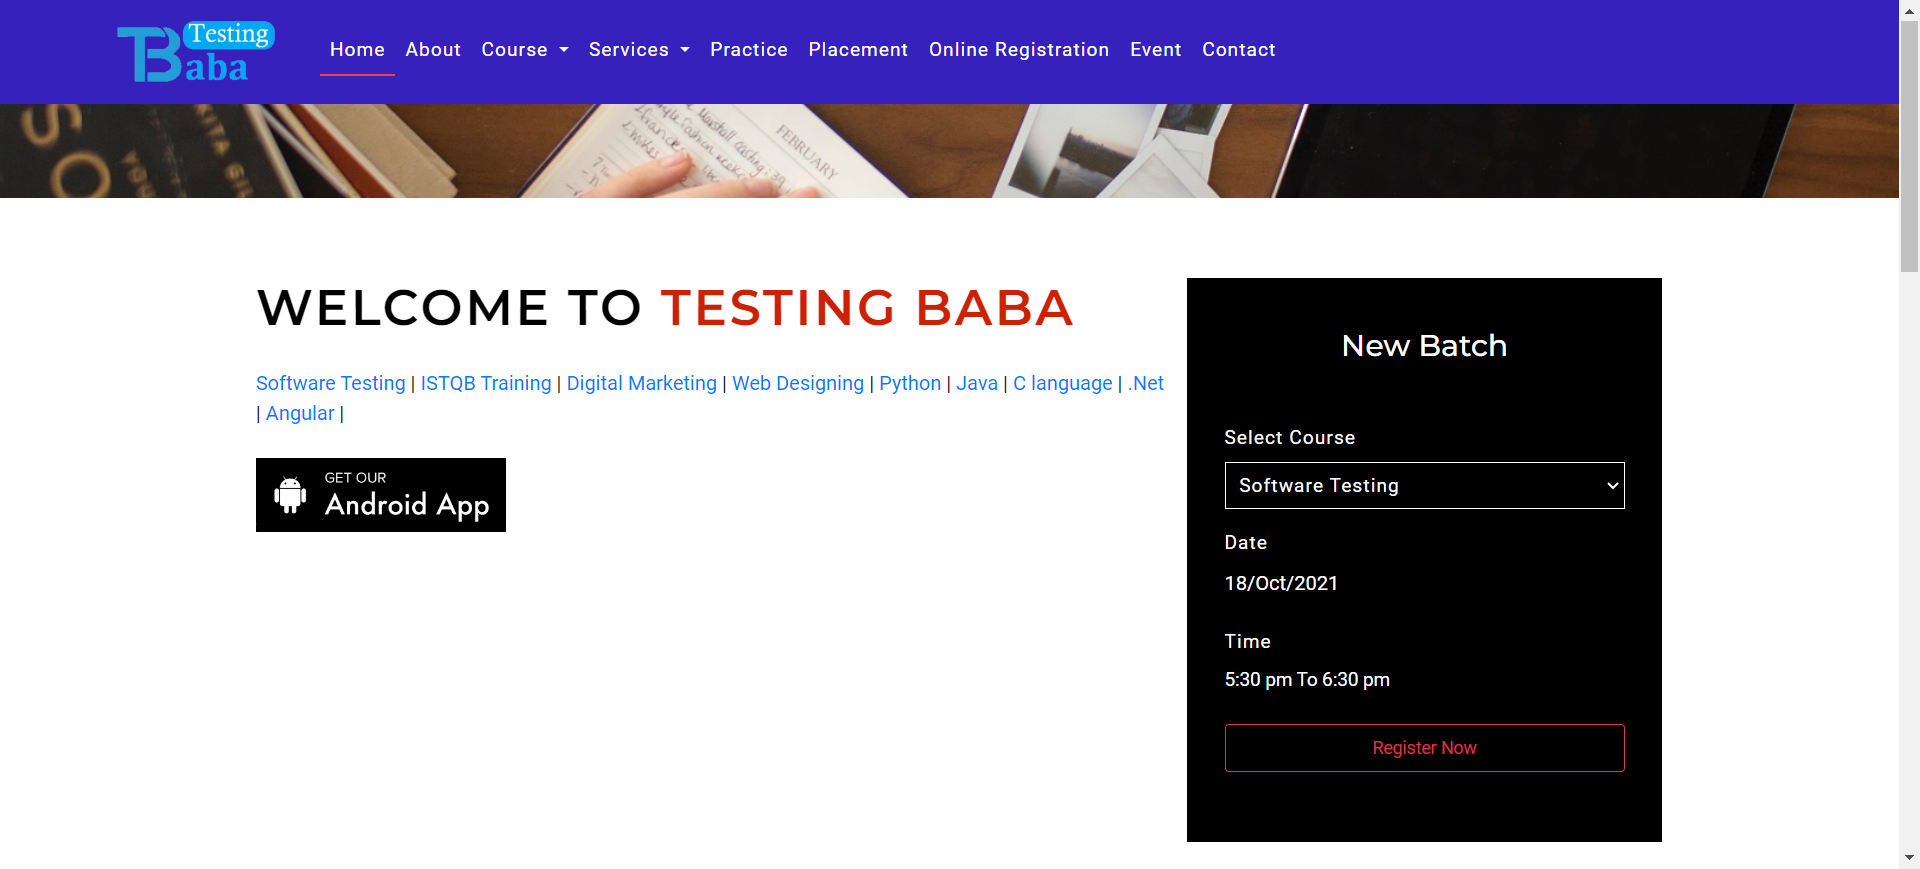 Testing
Baba
Home About Course Services Practice Placement Online Registration Event Contact
FEBRUARY
WELCOME TO TESTING BABA
Software Testing | ISTQB Training | Digital Marketing | Web Designing | Python | Java | C language | .Net
| Angular |
GET OUR
Android App
New Batch
Select Course
Software Testing
Date
18/Oct/2021
Time
5:30 pm To 6:30 pm
Register Now